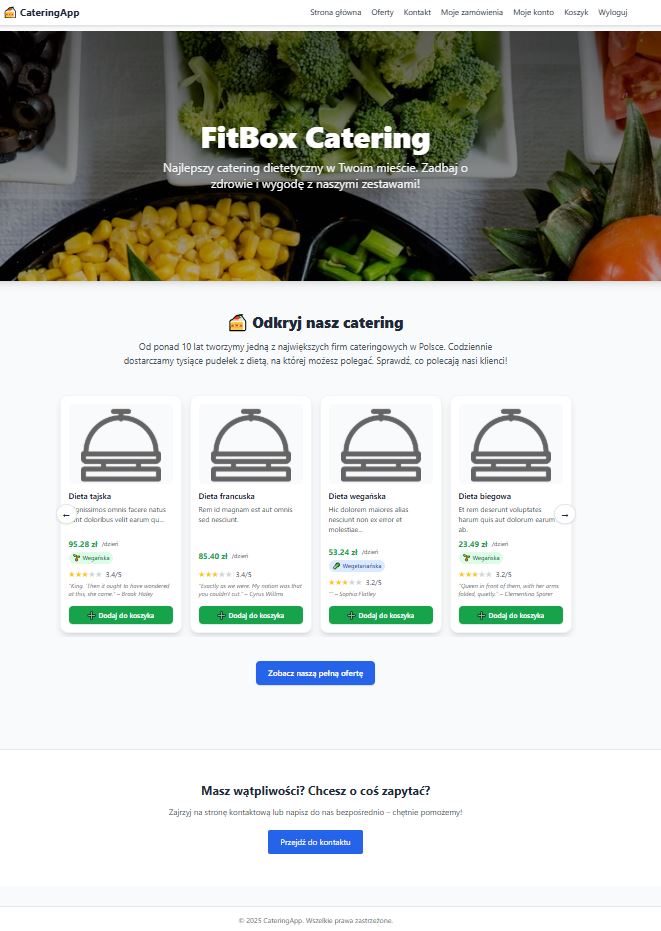 CateringApp
Strona główna Oferty Kontakt Moje zamówienia Moje konto Koszyk Wyloguj
FitBox Catering
Najlepszy catering dietetyczny w Twoim mieście. Zadbaj o
zdrowie i wygodę z naszymi zestawami!
Odkryj nasz catering
Od ponad 10 lat tworzymy jedną z największych firm cateringowych w Polsce. Codziennie
dostarczamy tysiące pudełek z dietą, na której możesz polegać. Sprawdź, co polecają nasi klienci!
Dieta tajska
gnissimos omnis facere natus
nt doloribus velit earum qu...
95.28 zł /dzień
Wegańska
3.4/5
"King. 'Then it ought to have wondered
at this, she came." – Brook Haley
Dodaj do koszyka
Dieta francuska
Rem id magnam est aut omnis
sed nesciunt.
85.40 zł /dzień
3.4/5
"Exactly as we were. My notion was that
you couldn't cut." – Cyrus Willms
Dodaj do koszyka
Dieta wegańska
Hic dolorem maiores alias
nesciunt non ex error et
molestiae...
53.24 zł /dzień
Wegetariańska
3.2/5
"" – Sophia Flatley
Dodaj do koszyka
Dieta biegowa
Et rem deserunt voluptates
harum quis aut dolorum earum
ab.
23.49 zł /dzień
Wegańska
3.2/5
"Queen in front of them, with her arms
folded, quietly." – Clementina Sporer
Dodaj do koszyka
← →
Zobacz naszą pełną ofertę
Masz wątpliwości? Chcesz o coś zapytać?
Zajrzyj na stronę kontaktową lub napisz do nas bezpośrednio – chętnie pomożemy!
Przejdź do kontaktu
© 2025 CateringApp. Wszelkie prawa zastrzeżone.